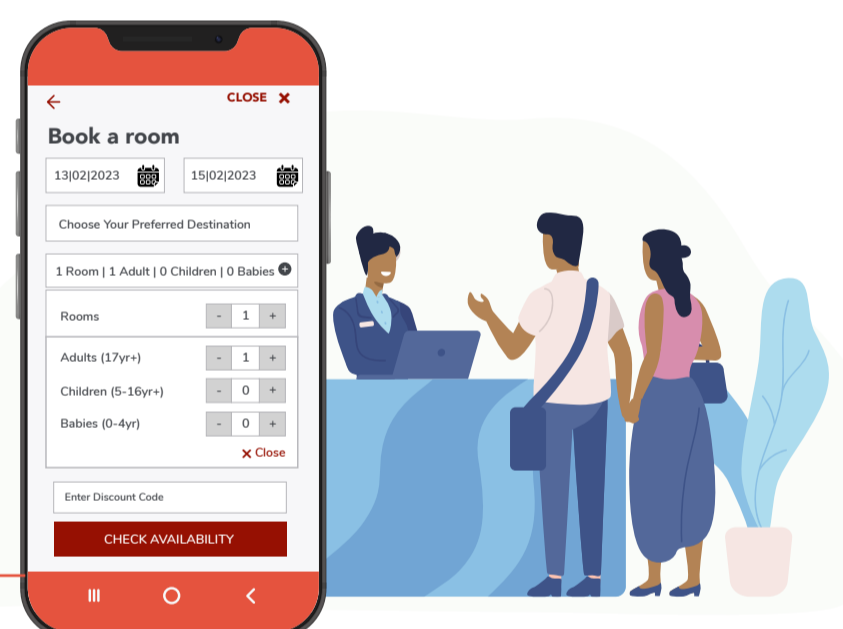 CLOSE ✖
Book a room
13|02|2023
15|02|2023
Choose Your Preferred Destination
1 Room | 1 Adult | 0 Children | 0 Babies
Rooms - 1 +
Adults (17yr+) - 1 +
Children (5-16yr+) - 0 +
Babies (0-4yr) - 0 +
✖ Close
Enter Discount Code
CHECK AVAILABILITY